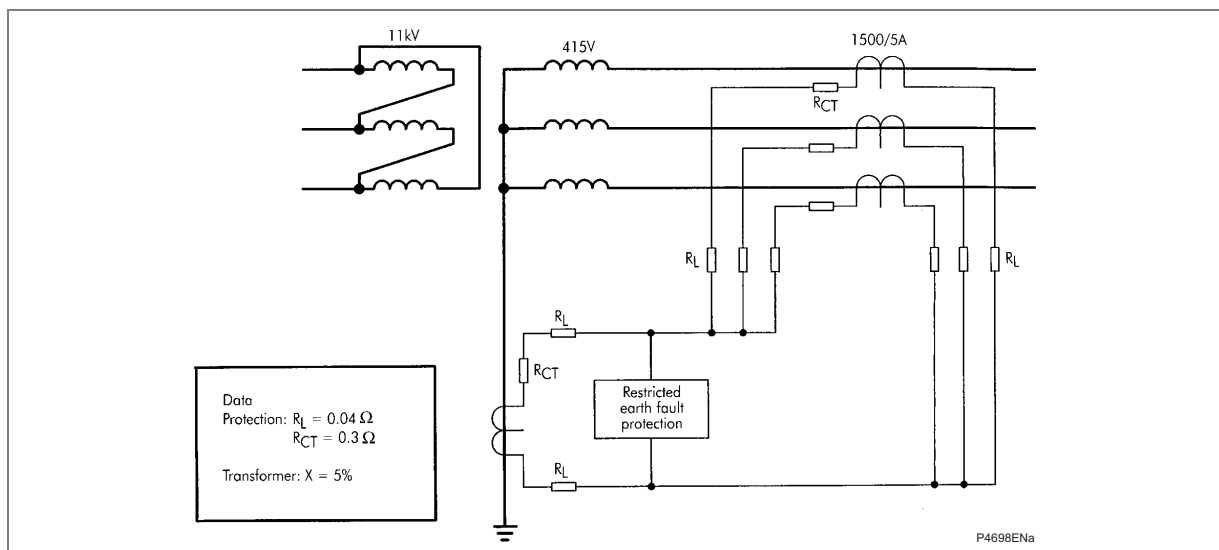 11kV
415V
1500/5A
RCT
RL
RL
RL
RCT
Restricted
earth fault
protection
RL
Data
Protection: RL = 0.04 Ω
RCT = 0.3 Ω
Transformer: X = 5%
P4698ENa